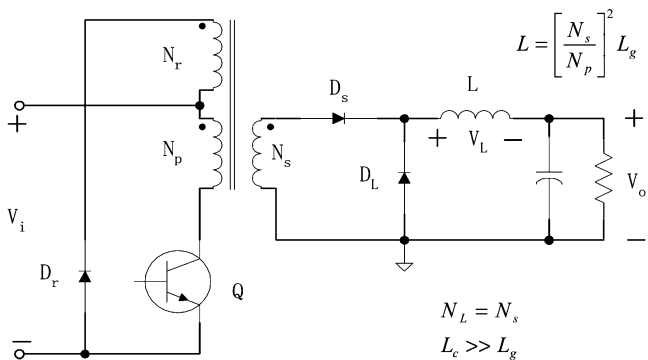 N_r
L = [N_s / N_p]^2 L_g
D_s
L
+
N_p
N_s
+ V_L −
+
D_L
V_o
V_i
D_r
Q
−
N_L = N_s
−
L_c >> L_g